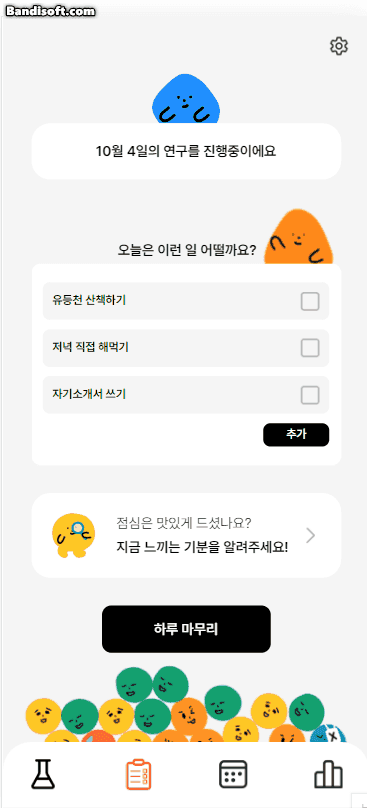 Bandisoft.com
10월 4일의 연구를 진행중이에요
오늘은 이런 일 어떨까요?
유등천 산책하기
저녁 직접 해먹기
자기소개서 쓰기
추가
점심은 맛있게 드셨나요?
지금 느끼는 기분을 알려주세요!
하루 마무리